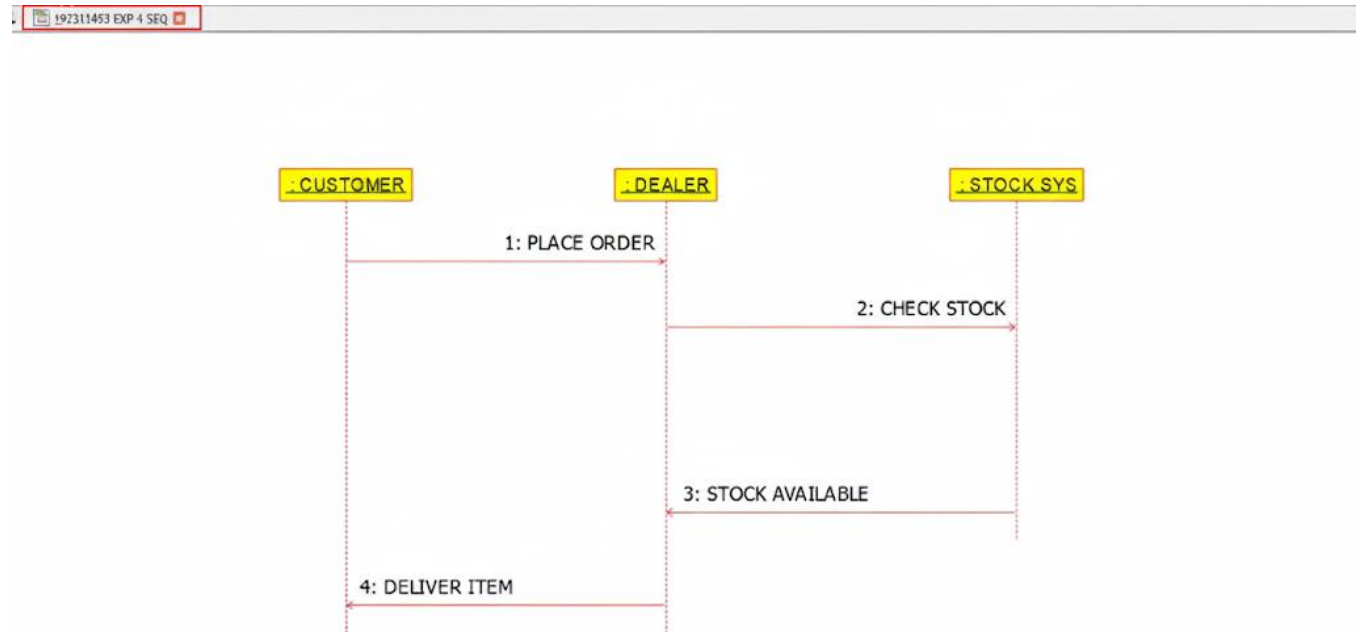 192311453 EXP 4 SEQ
: CUSTOMER
: DEALER
: STOCK SYS
1: PLACE ORDER
2: CHECK STOCK
3: STOCK AVAILABLE
4: DELIVER ITEM